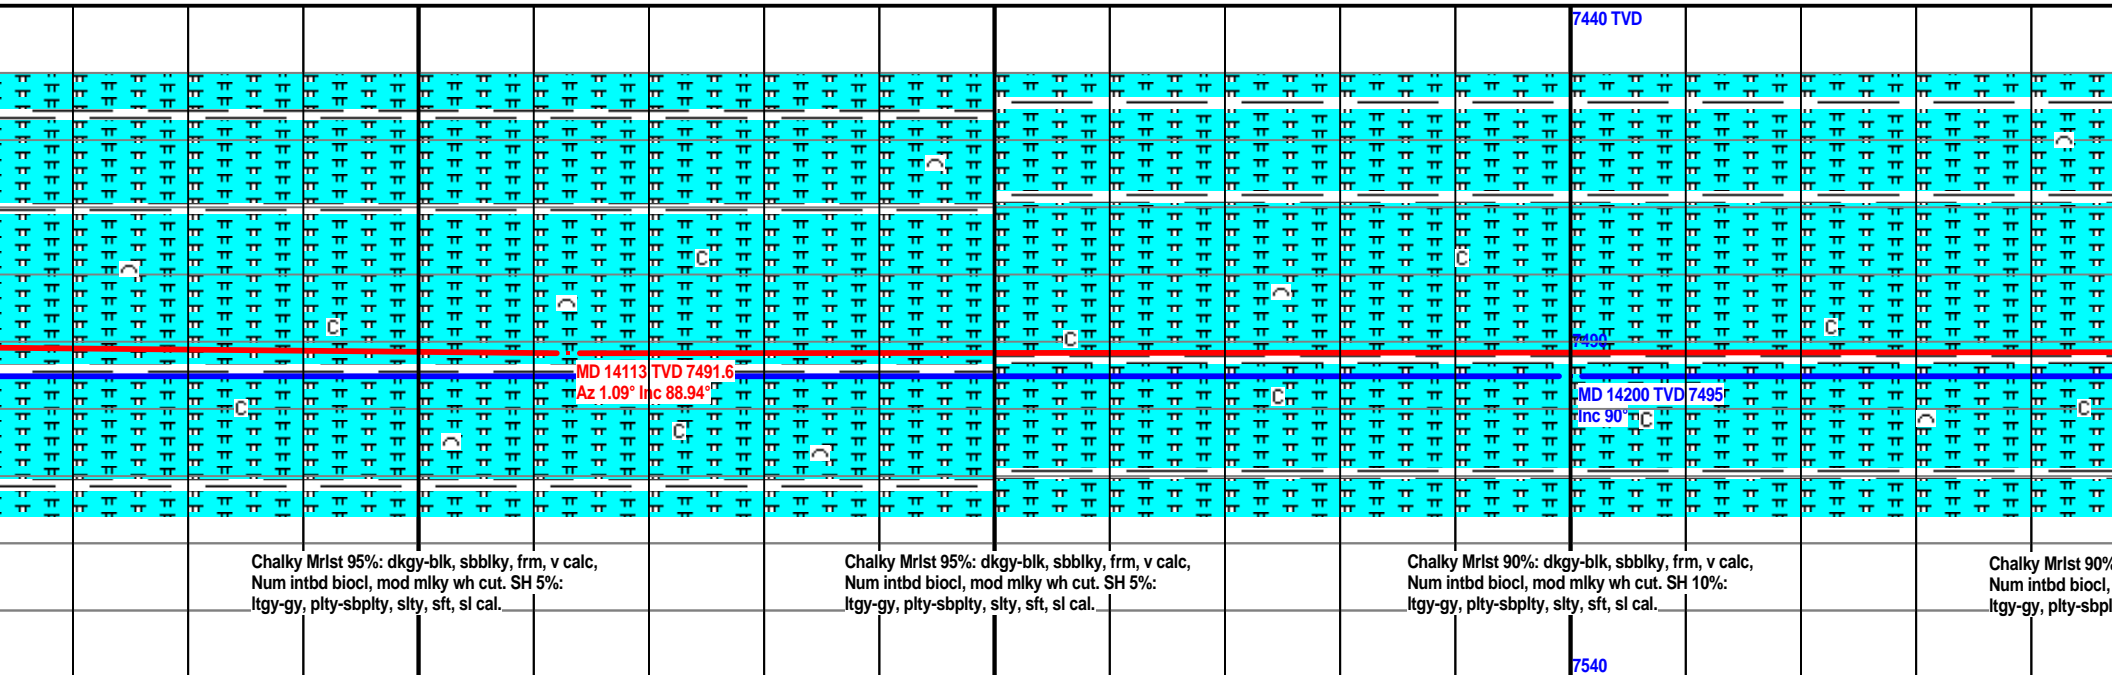 7440 TVD
7490
MD 14113 TVD 7491.6
Az 1.09° Inc 88.94°
MD 14200 TVD 7495
Inc 90°
C
C
C
C
C
C
C
C
C
C
Chalky Mrlst 95%: dkgy-blk, sbblky, frm, v calc,
Num intbd biocl, mod mlky wh cut. SH 5%:
ltgy-gy, plty-sbplty, slty, sft, sl cal.
Chalky Mrlst 95%: dkgy-blk, sbblky, frm, v calc,
Num intbd biocl, mod mlky wh cut. SH 5%:
ltgy-gy, plty-sbplty, slty, sft, sl cal.
Chalky Mrlst 90%: dkgy-blk, sbblky, frm, v calc,
Num intbd biocl, mod mlky wh cut. SH 10%:
ltgy-gy, plty-sbplty, slty, sft, sl cal.
Chalky Mrlst 90%
Num intbd biocl,
ltgy-gy, plty-sbpl
7540